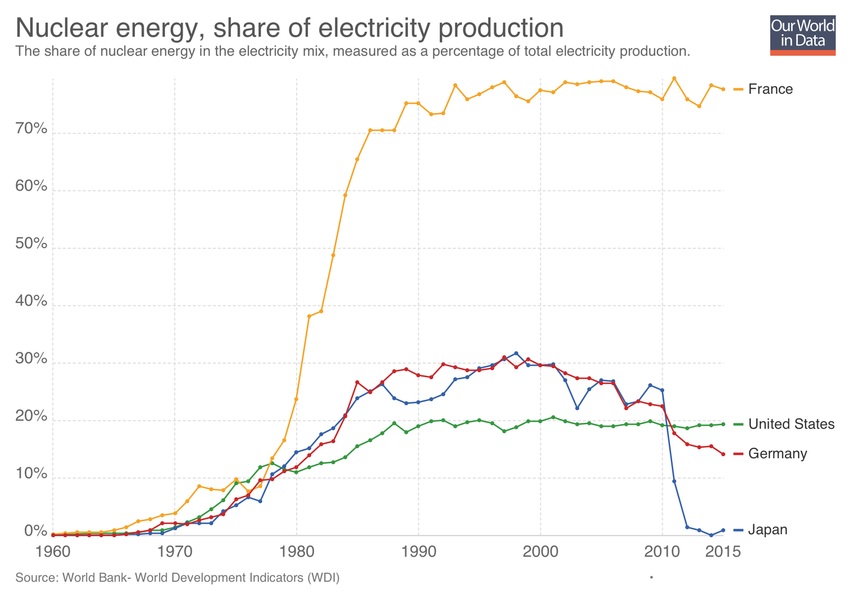 Nuclear energy, share of electricity production
The share of nuclear energy in the electricity mix, measured as a percentage of total electricity production.
Our World
in Data
70%
60%
50%
40%
30%
20%
10%
0%
France
United States
Germany
Japan
1960
1970
1980
1990
2000
2010
2015
Source: World Bank- World Development Indicators (WDI)